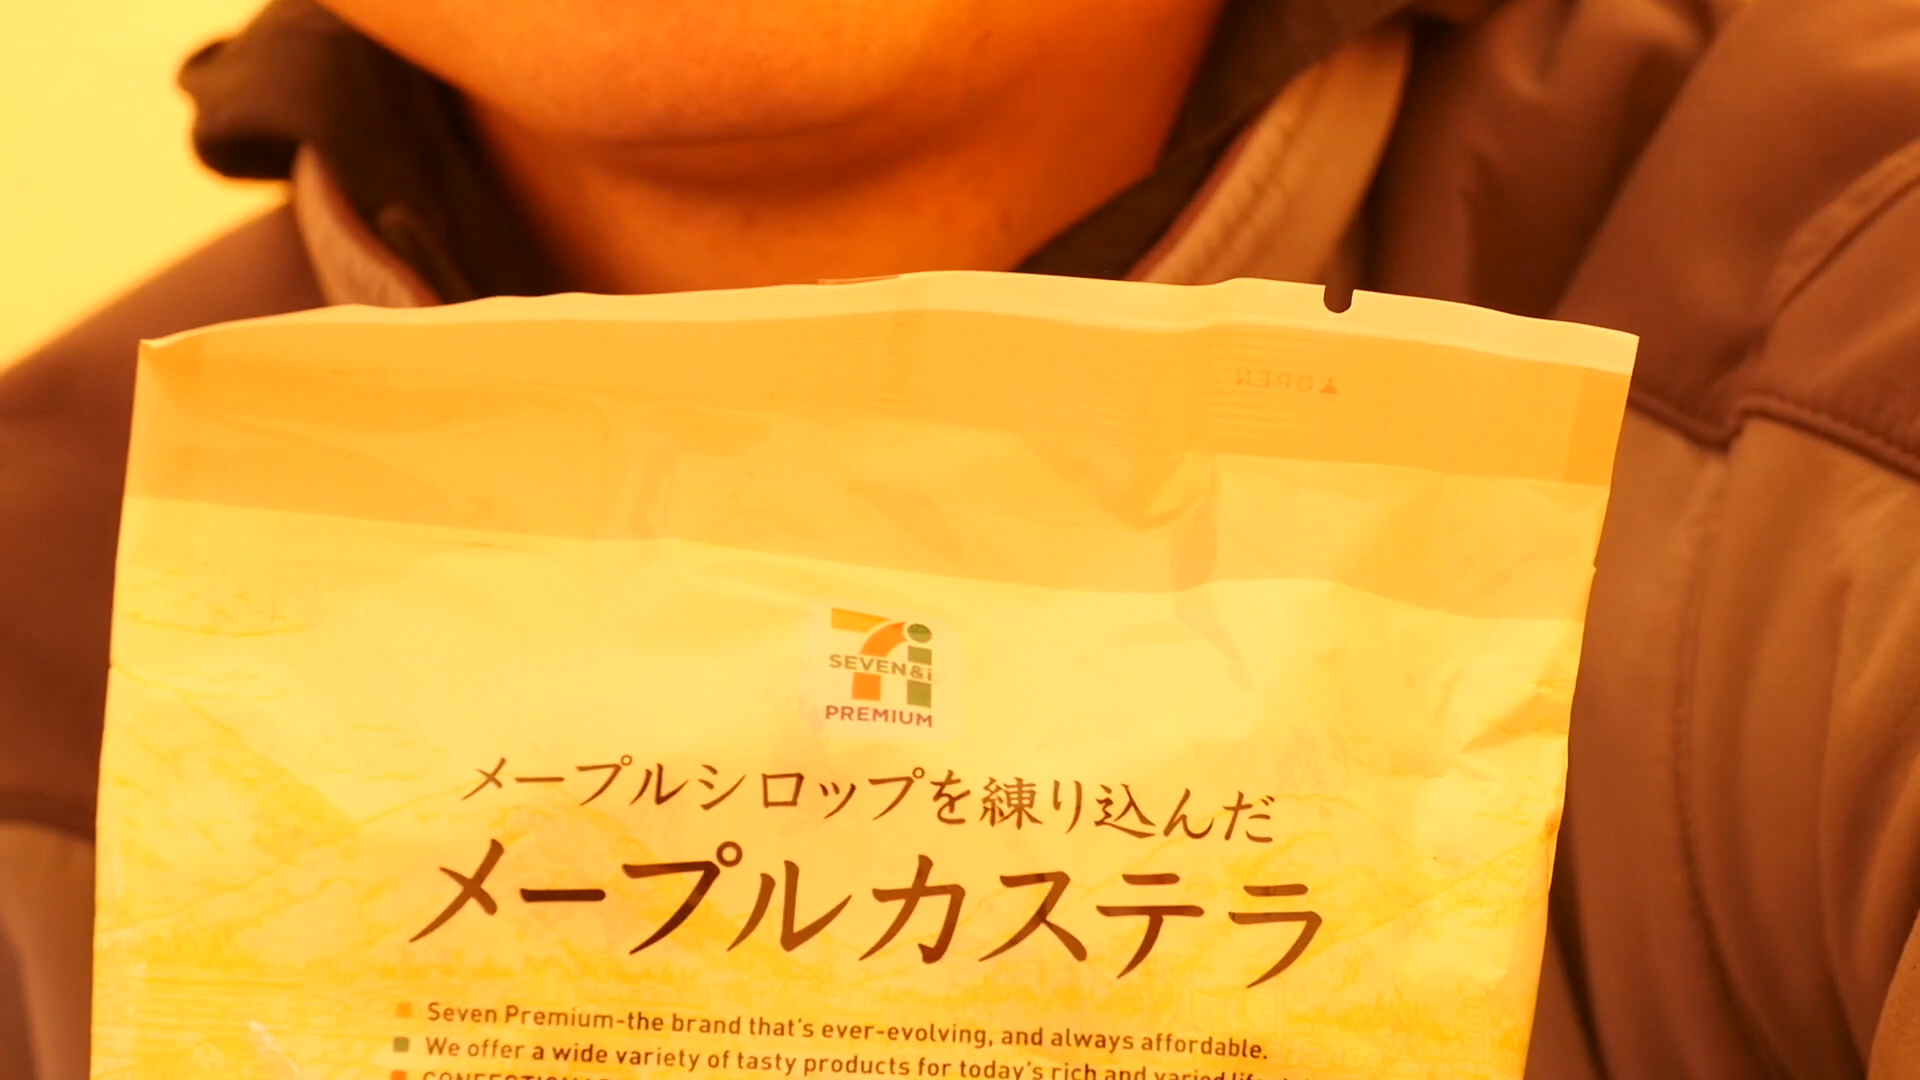 OPEN
SEVEN&i
PREMIUM
メープルシロップを練り込んだ
メープルカステラ
Seven Premium-the brand that's ever-evolving, and always affordable.
We offer a wide variety of tasty products for today's rich and varied